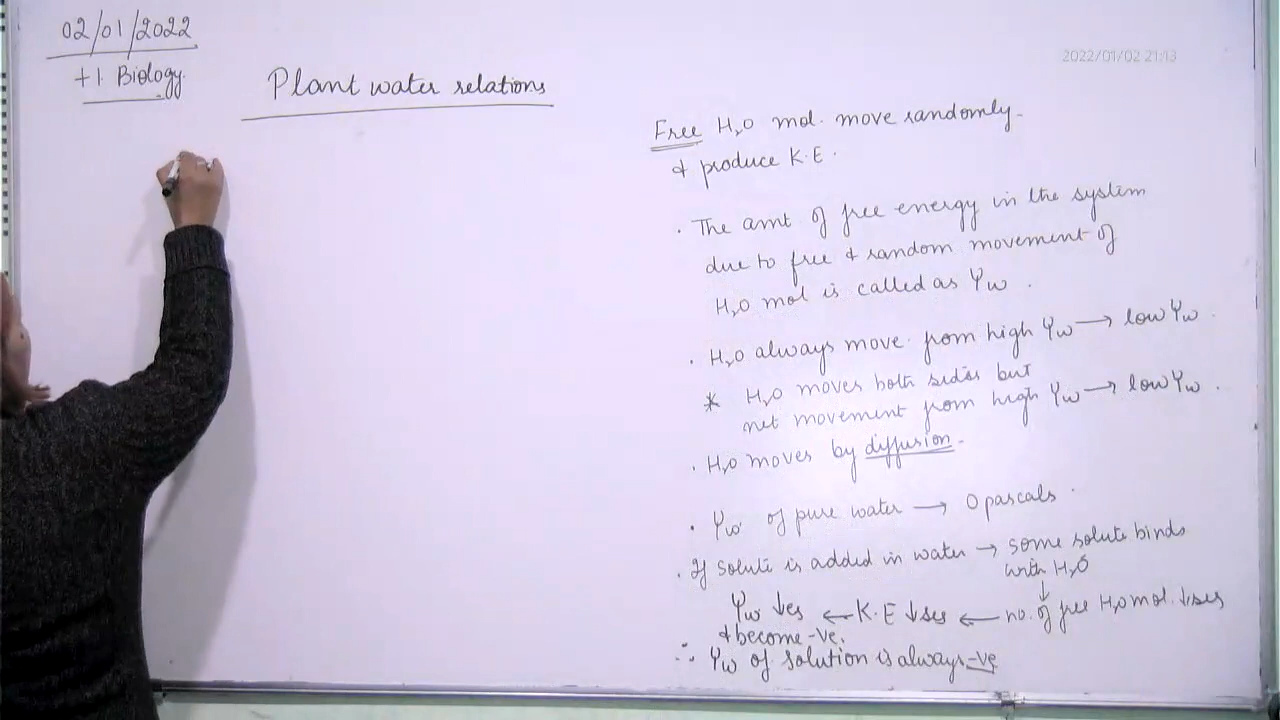 02/01/2022
+1 Biology
Plant water relations
2022/01/02 21:13
Free H₂O mol. move randomly
& produce K.E.
. The amt of free energy in the system
due to free & random movement of
H₂O mol is called as Ψw.
. H₂O always move from high Ψw → low Ψw.
* H₂O moves both sides but
net movement from high Ψw → low Ψw.
. H₂O moves by diffusion.
. Ψw of pure water → 0 pascals.
. If solute is added in water → some solute binds
with H₂O
↓
Ψw ↓es ← K.E ↓ses ← no. of free H₂O mol. ↓ses
& become -ve.
∴ Ψw of solution is always -ve